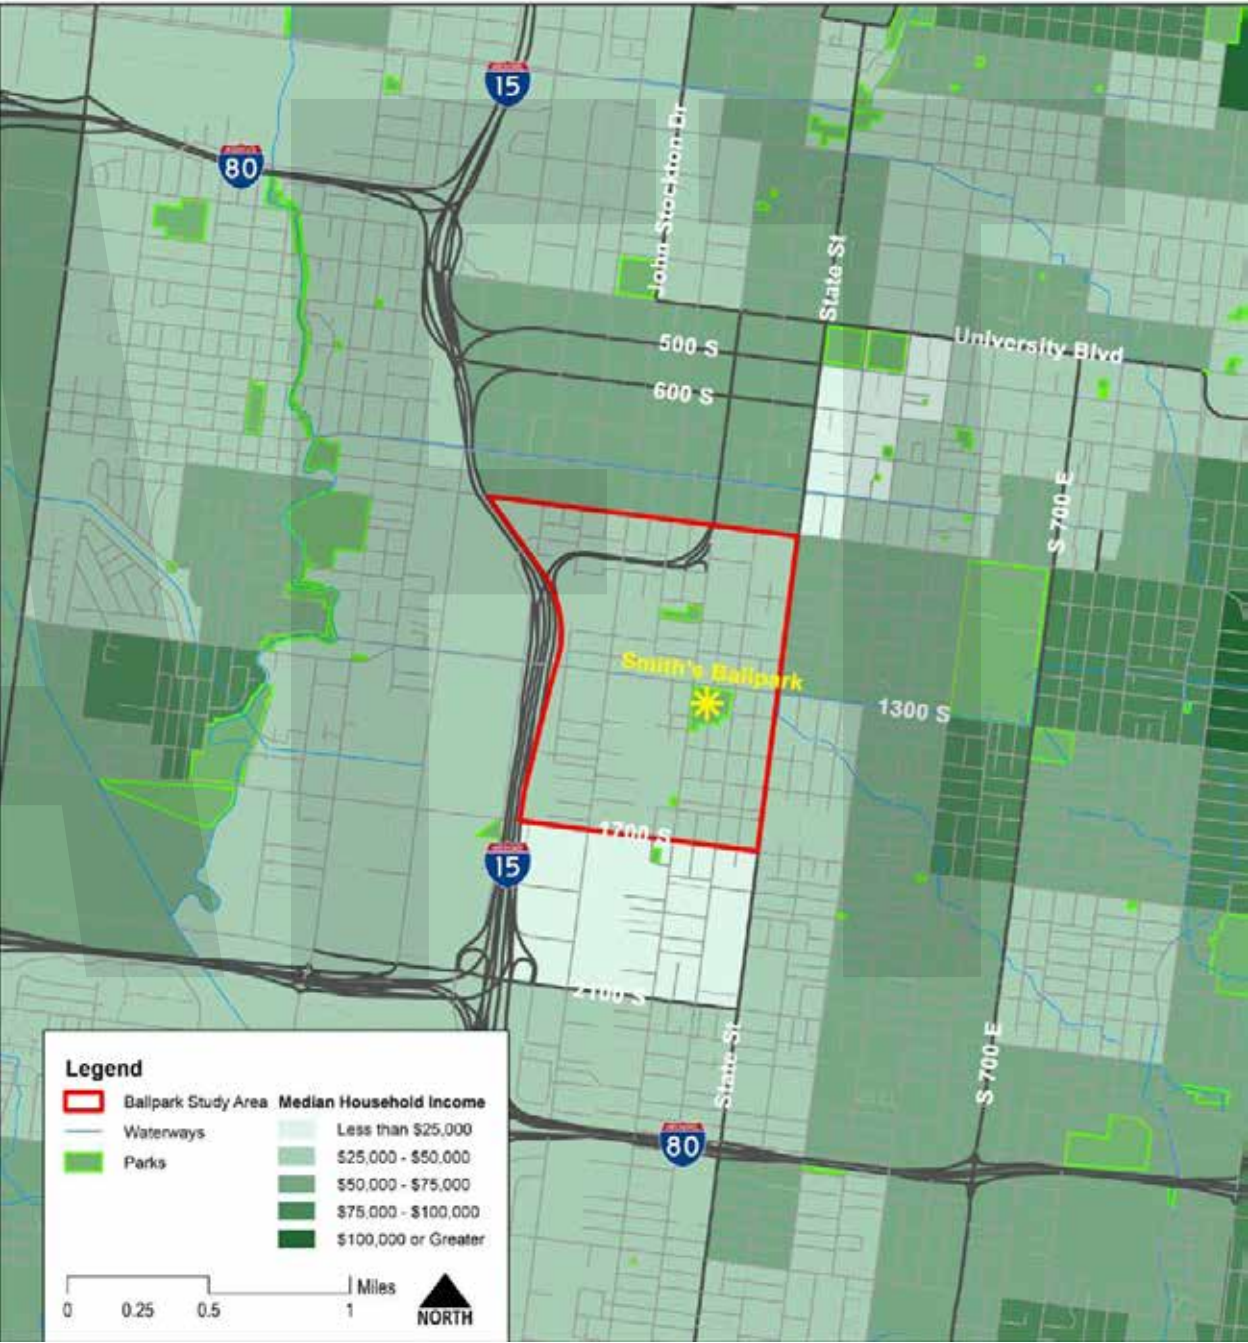 15
80
John Stockton Dr
State St
500 S
University Blvd
600 S
S 700 E
Smith's Ballpark
1300 S
1700 S
15
2100 S
State St
S 700 E
80
Legend
Ballpark Study Area
Waterways
Parks
Median Household Income
Less than $25,000
$25,000 - $50,000
$50,000 - $75,000
$75,000 - $100,000
$100,000 or Greater
Miles
0 0.25 0.5 1
NORTH